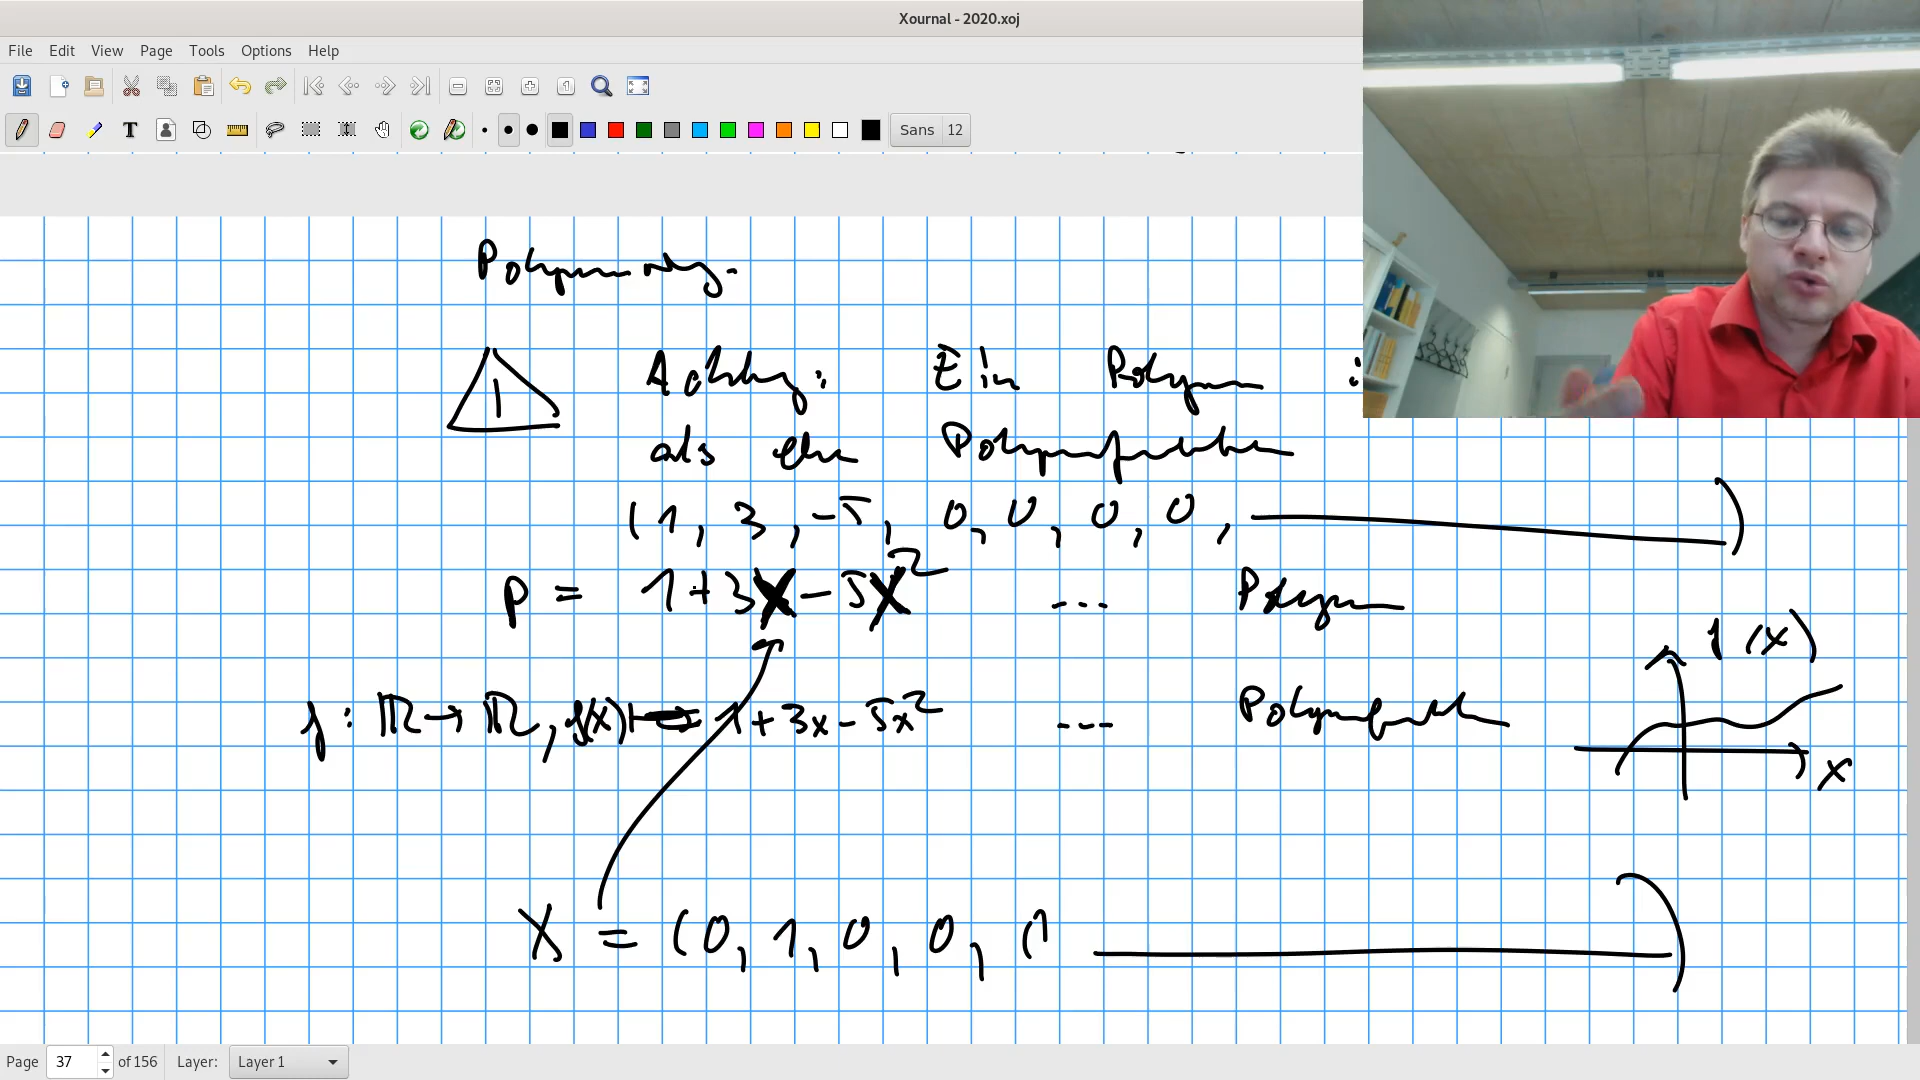 Xournal - 2020.xoj
File Edit View Page Tools Options Help
Sans 12
Polynomring.
! Achtung: Ein Polynom
als eine Polynomfunktion
(1, 3, -5, 0, 0, 0, 0,              )
p = 1+3X-5X² --- Polynom
f(x)
f: ℝ→ℝ, f(x) = 1+3x-5x² --- Polynomfunktion
x
X = (0, 1, 0, 0,              )
Page 37 of 156 Layer: Layer 1